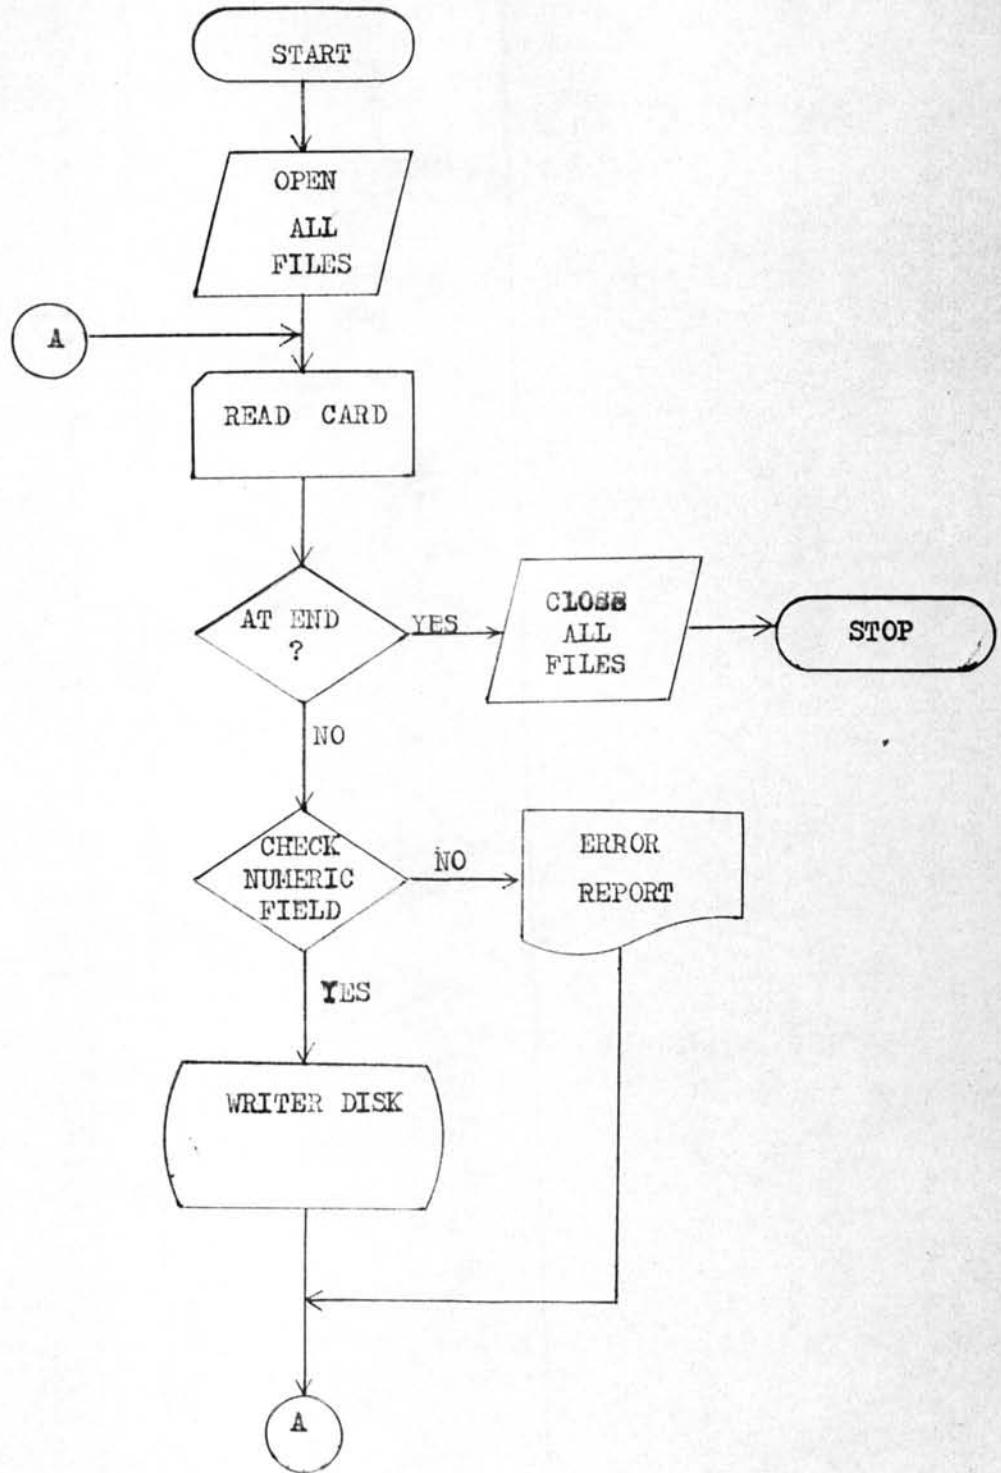 START
OPEN
ALL
FILES
A
READ CARD
AT END
?
YES
CLOSE
ALL
FILES
STOP
NO
CHECK
NUMERIC
FIELD
NO
ERROR
REPORT
YES
WRITER DISK
A